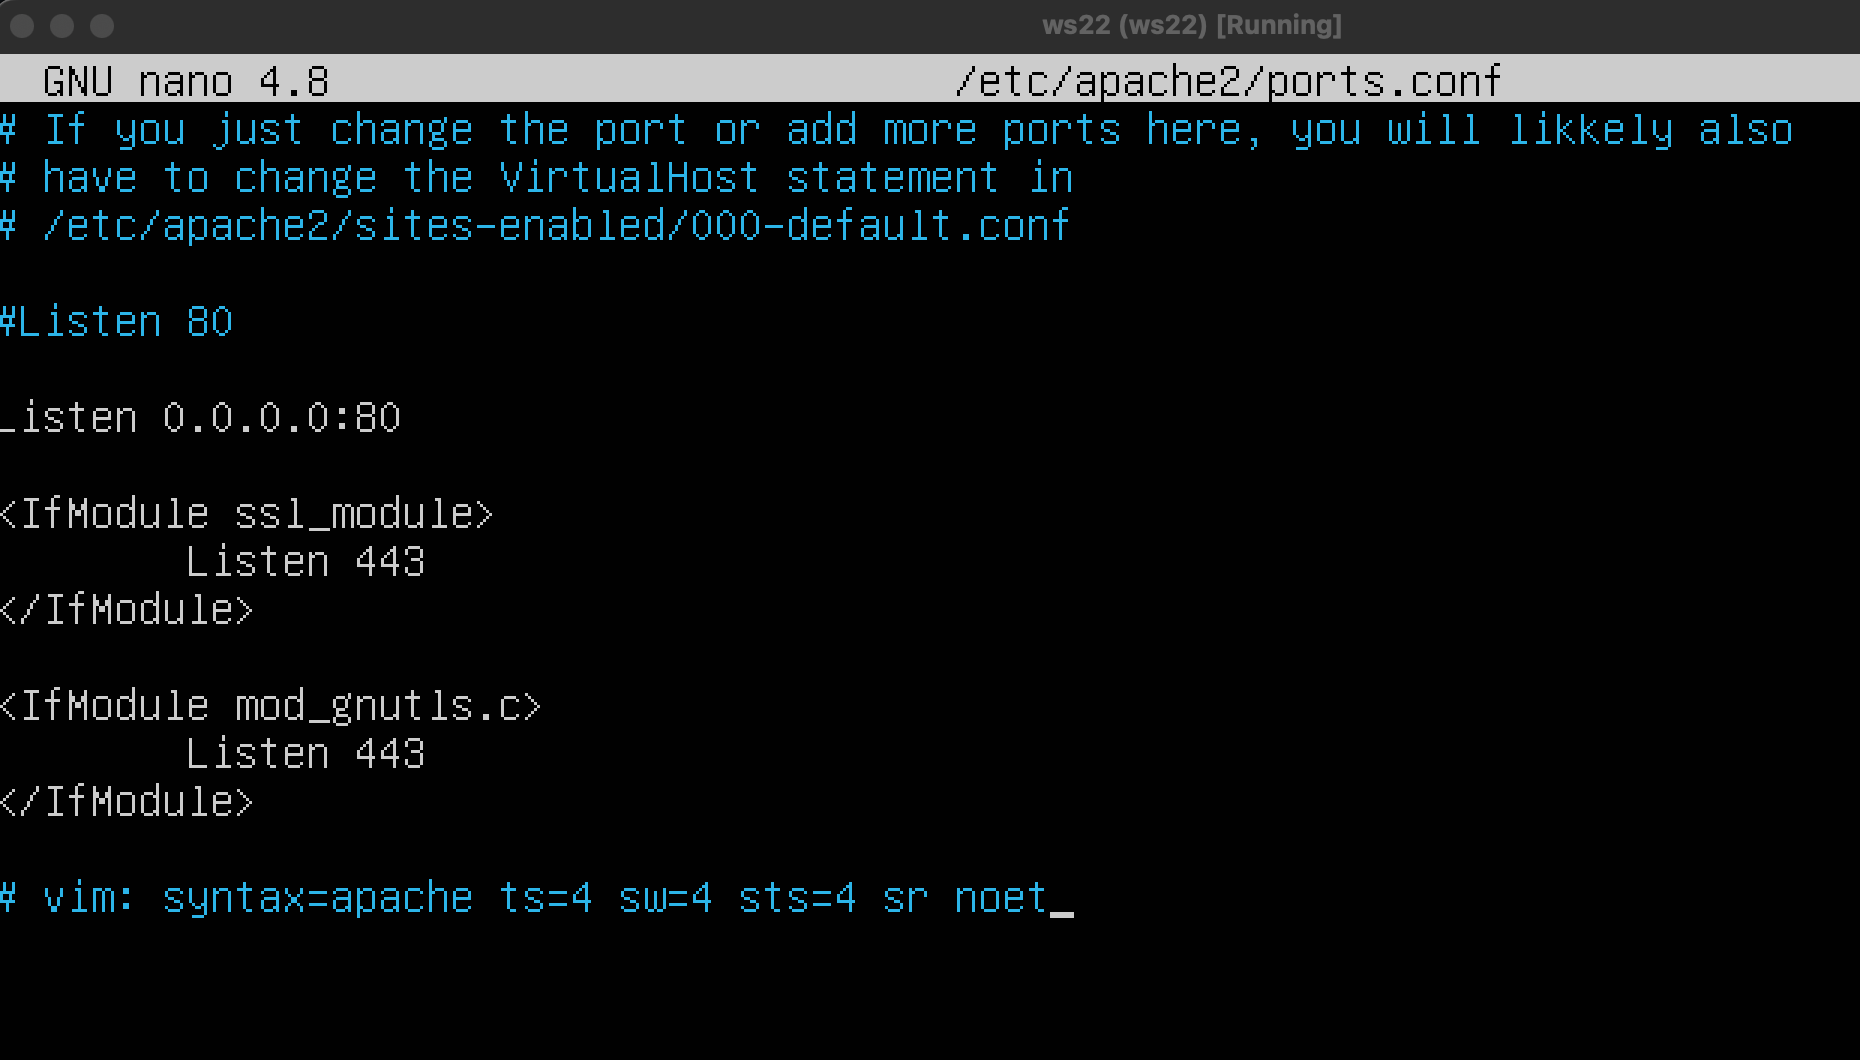 ws22 (ws22) [Running]
GNU nano 4.8 /etc/apache2/ports.conf
# If you just change the port or add more ports here, you will likkely also
# have to change the VirtualHost statement in
# /etc/apache2/sites-enabled/000-default.conf
#Listen 80
Listen 0.0.0.0:80
<IfModule ssl_module>
Listen 443
</IfModule>
<IfModule mod_gnutls.c>
Listen 443
</IfModule>
# vim: syntax=apache ts=4 sw=4 sts=4 sr noet